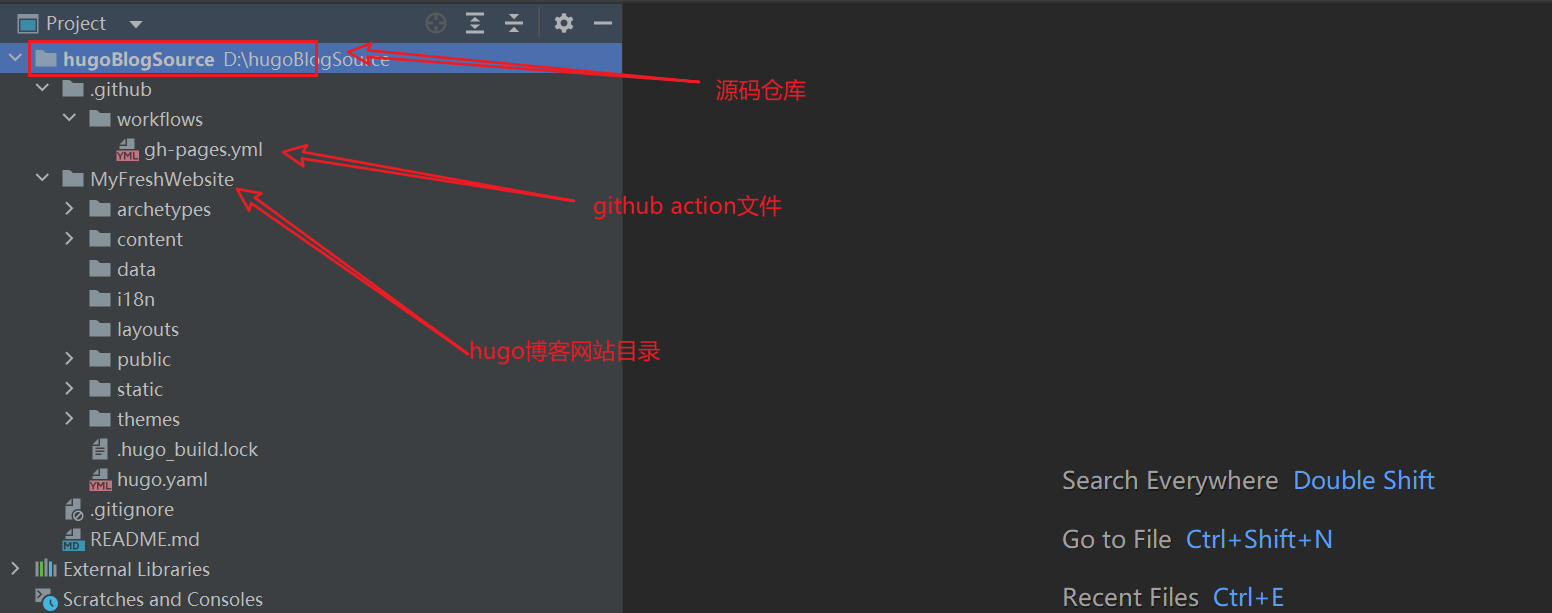 Project
hugoBlogSource D:\hugoBlogSource
源码仓库
.github
workflows
gh-pages.yml
MyFreshWebsite
github action文件
archetypes
content
data
i18n
layouts
hugo博客网站目录
public
static
themes
.hugo_build.lock
hugo.yaml
.gitignore
README.md
External Libraries
Scratches and Consoles
Search Everywhere Double Shift
Go to File Ctrl+Shift+N
Recent Files Ctrl+E
YML
YML
MD